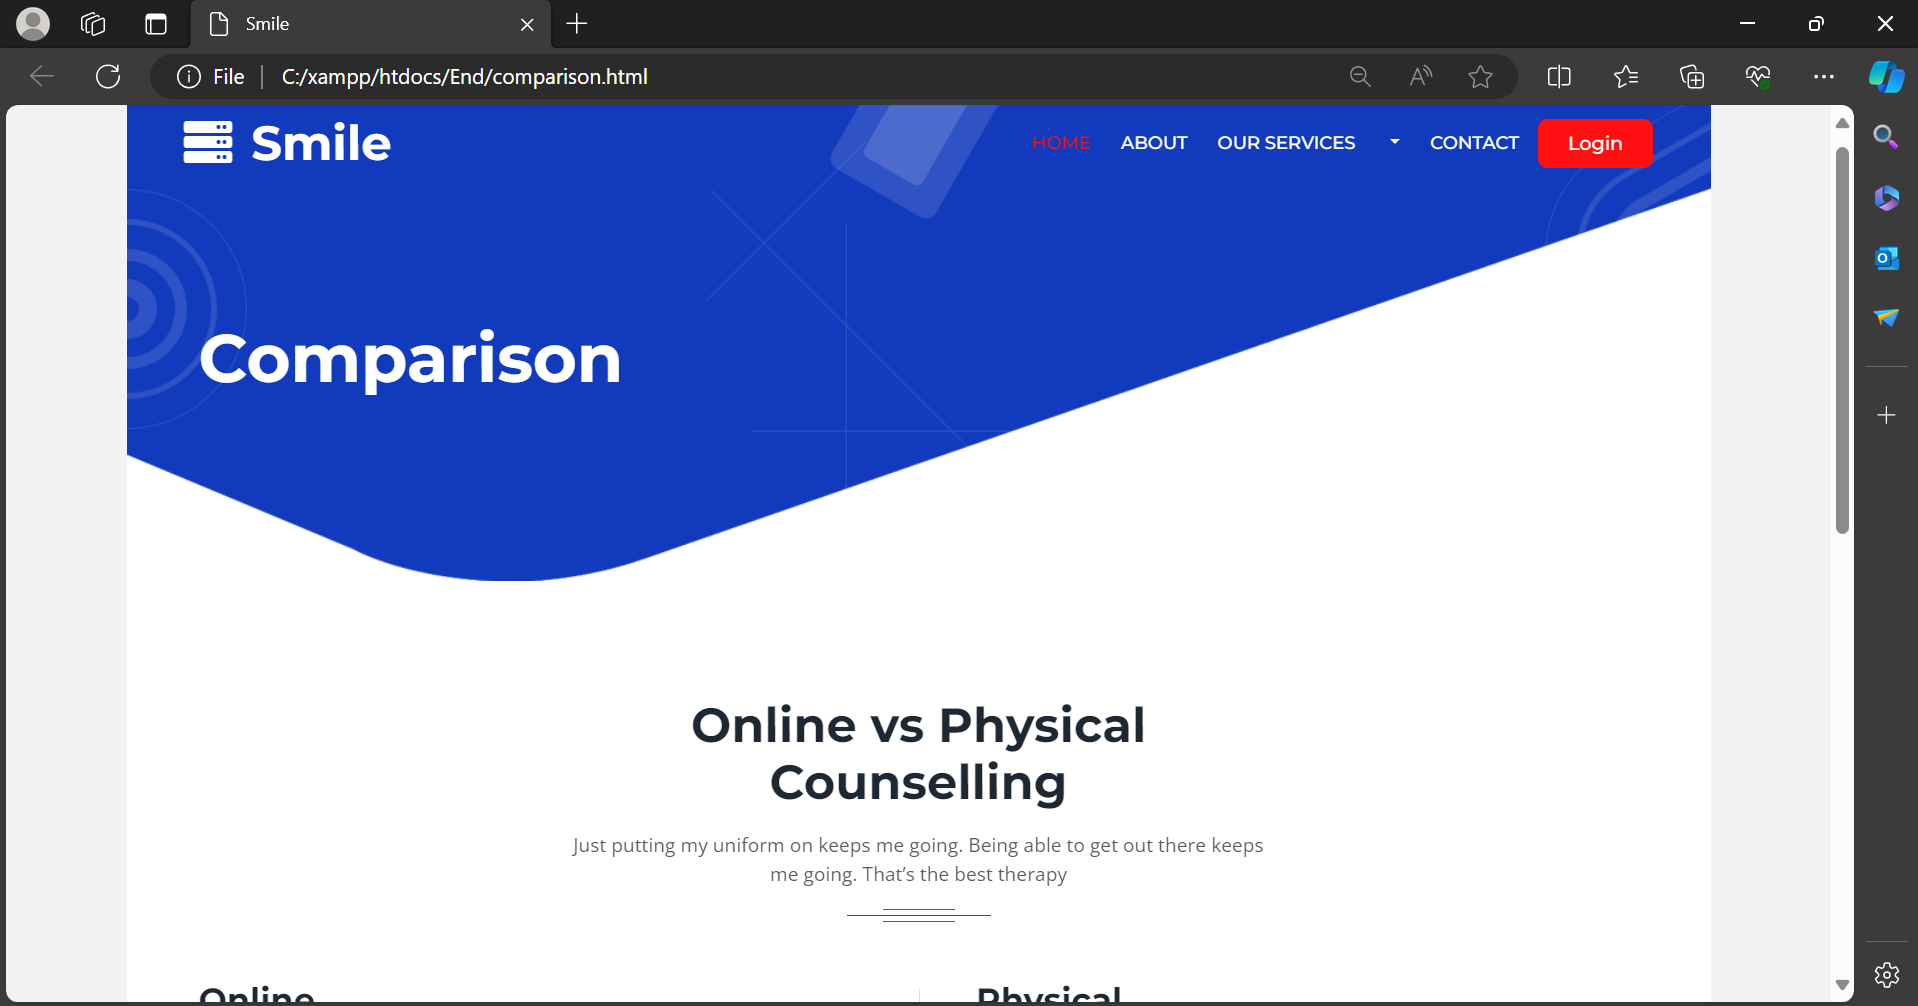 Smile
File
C:/xampp/htdocs/End/comparison.html
Smile
HOME ABOUT OUR SERVICES CONTACT Login
Comparison
Online vs Physical
Counselling
Just putting my uniform on keeps me going. Being able to get out there keeps
me going. That's the best therapy
Online Physical